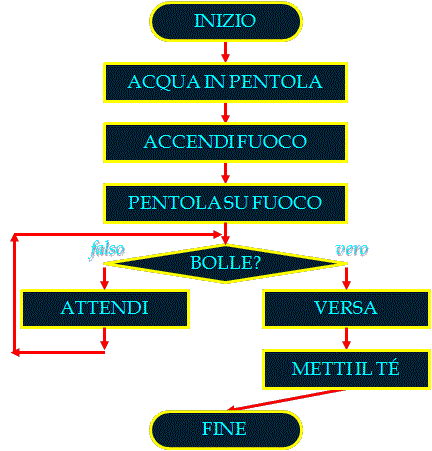 INIZIO
ACQUA IN PENTOLA
ACCENDI FUOCO
PENTOLA SU FUOCO
falso
vero
BOLLE?
ATTENDI
VERSA
METTI IL TÉ
FINE